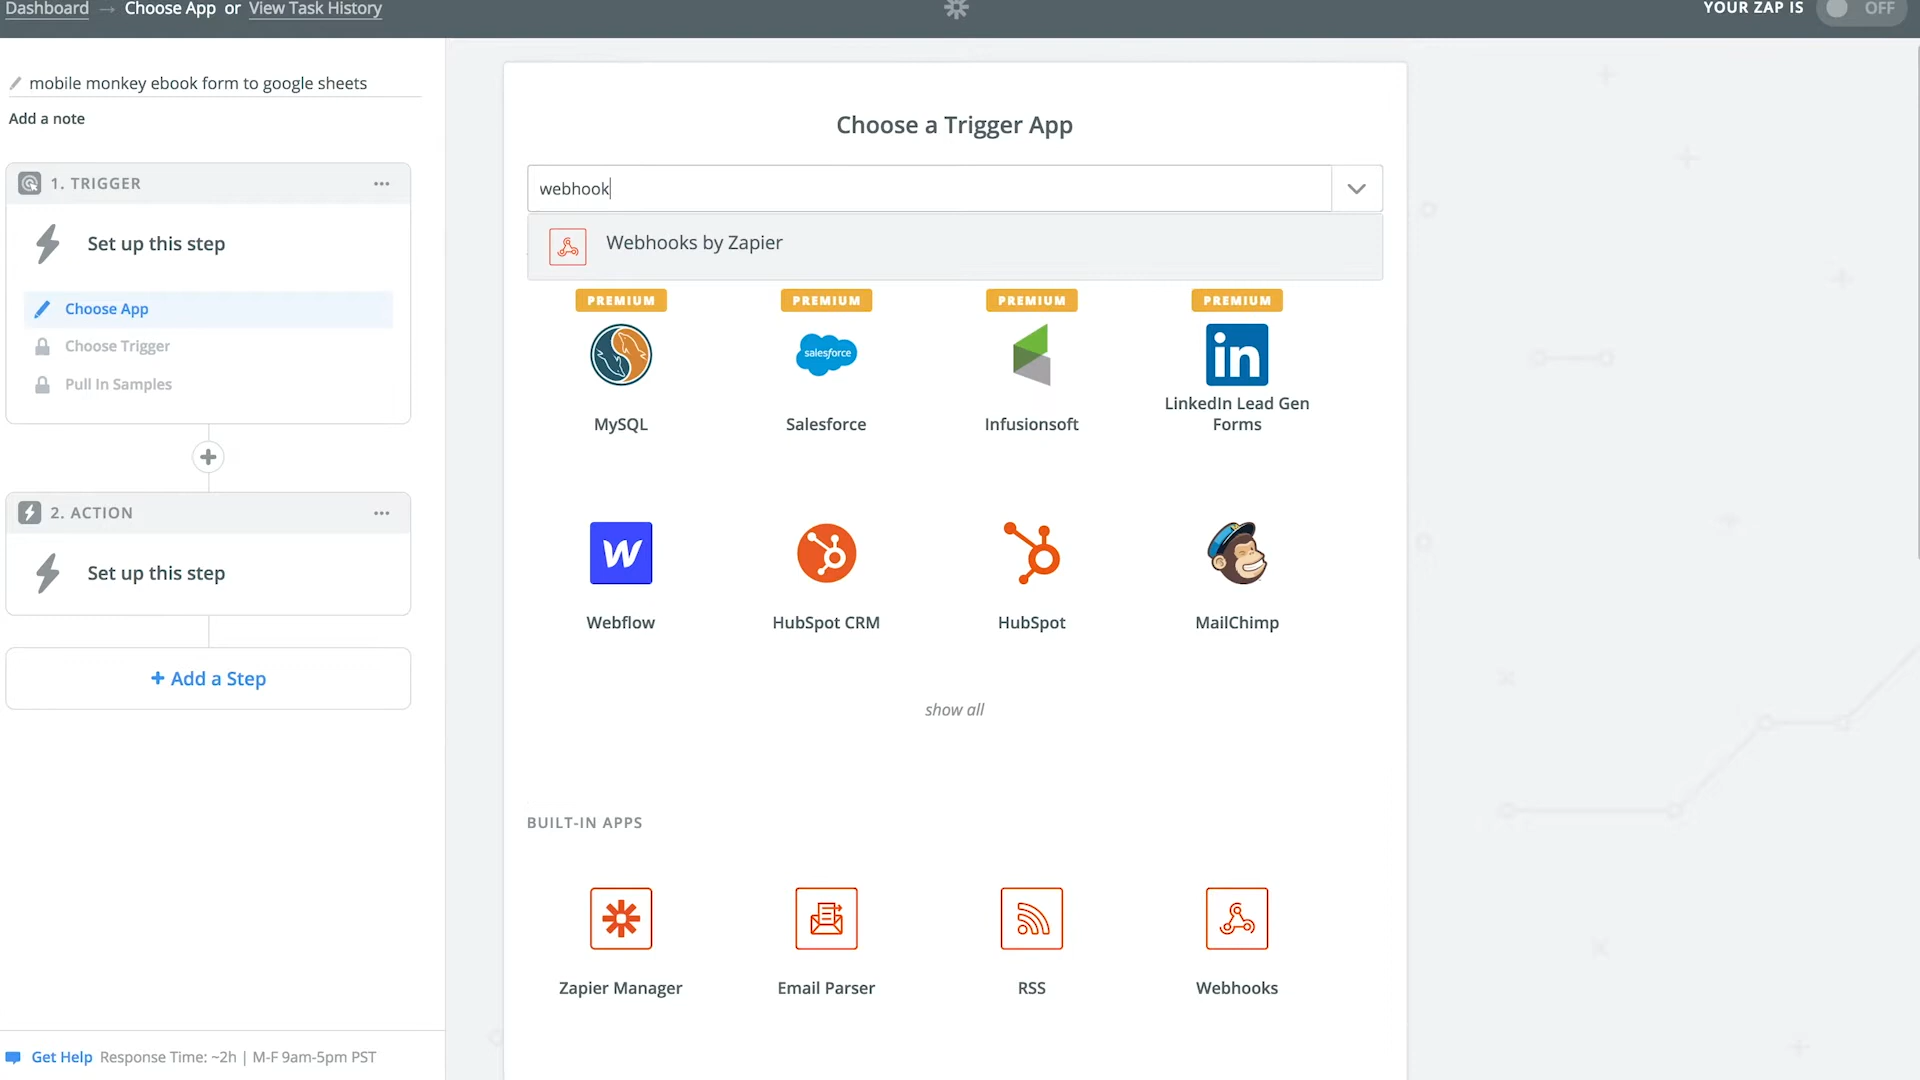 Dashboard → Choose App or View Task History
YOUR ZAP IS OFF
mobile monkey ebook form to google sheets
Add a note
1. TRIGGER
Set up this step
Choose App
Choose Trigger
Pull In Samples
2. ACTION
Set up this step
+ Add a Step
Get Help Response Time: ~2h | M-F 9am-5pm PST
Choose a Trigger App
webhook
Webhooks by Zapier
PREMIUM PREMIUM PREMIUM PREMIUM
salesforce
in
MySQL Salesforce Infusionsoft LinkedIn Lead Gen Forms
W
Webflow HubSpot CRM HubSpot MailChimp
show all
BUILT-IN APPS
Zapier Manager Email Parser RSS Webhooks